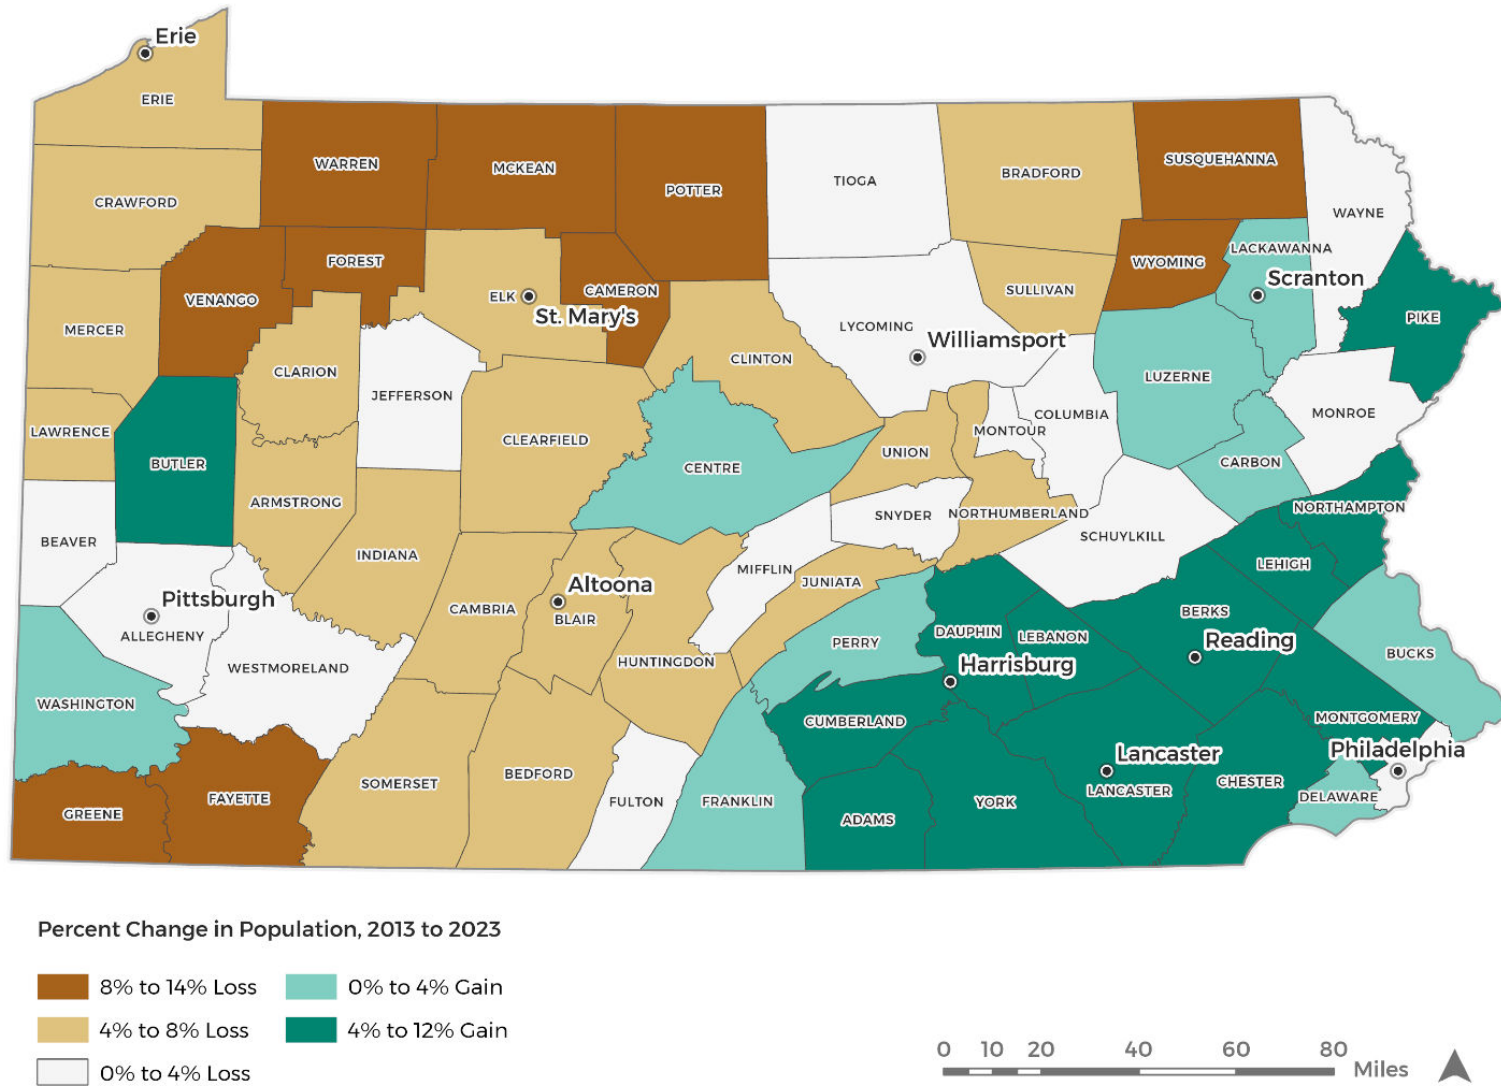 Erie
ERIE
WARREN
MCKEAN
POTTER
TIOGA
BRADFORD
SUSQUEHANNA
WAYNE
CRAWFORD
FOREST
VENANGO
ELK
St. Mary's
CAMERON
SULLIVAN
WYOMING
LACKAWANNA
Scranton
PIKE
MERCER
CLARION
JEFFERSON
CLINTON
LYCOMING
Williamsport
LUZERNE
MONROE
LAWRENCE
BUTLER
CLEARFIELD
CENTRE
UNION
MONTOUR
COLUMBIA
CARBON
ARMSTRONG
SNYDER
NORTHUMBERLAND
NORTHAMPTON
BEAVER
INDIANA
MIFFLIN
SCHUYLKILL
LEHIGH
Pittsburgh
ALLEGHENY
CAMBRIA
Altoona
BLAIR
JUNIATA
BERKS
Reading
WESTMORELAND
HUNTINGDON
PERRY
DAUPHIN
LEBANON
Harrisburg
BUCKS
WASHINGTON
CUMBERLAND
MONTGOMERY
Philadelphia
SOMERSET
BEDFORD
Lancaster
LANCASTER
CHESTER
DELAWARE
GREENE
FAYETTE
FULTON
FRANKLIN
ADAMS
YORK
Percent Change in Population, 2013 to 2023
8% to 14% Loss
4% to 8% Loss
0% to 4% Loss
0% to 4% Gain
4% to 12% Gain
0 10 20 40 60 80 Miles